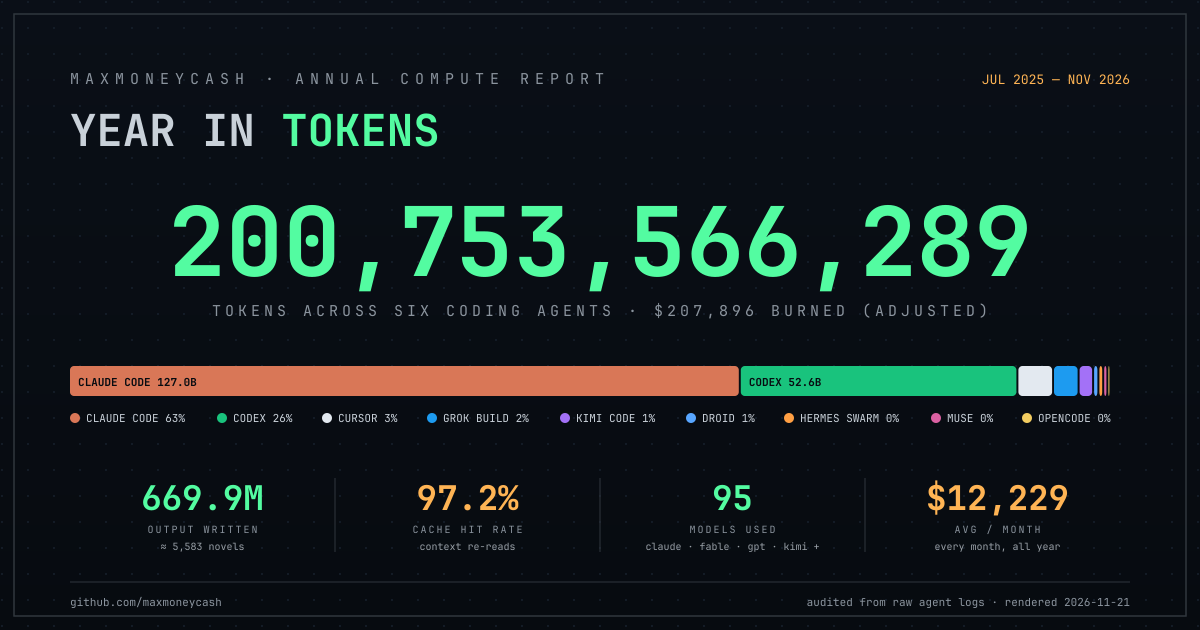 MAXMONEYCASH · ANNUAL COMPUTE REPORT
JUL 2025 — NOV 2026
YEAR IN TOKENS
200,753,566,289
TOKENS ACROSS SIX CODING AGENTS · $207,896 BURNED (ADJUSTED)
CLAUDE CODE 127.0B CODEX 52.6B
CLAUDE CODE 63% CODEX 26% CURSOR 3% GROK BUILD 2% KIMI CODE 1% DROID 1% HERMES SWARM 0% MUSE 0% OPENCODE 0%
669.9M 97.2% 95 $12,229
OUTPUT WRITTEN CACHE HIT RATE MODELS USED AVG / MONTH
≈ 5,583 novels context re-reads claude · fable · gpt · kimi + every month, all year
github.com/maxmoneycash audited from raw agent logs · rendered 2026-11-21